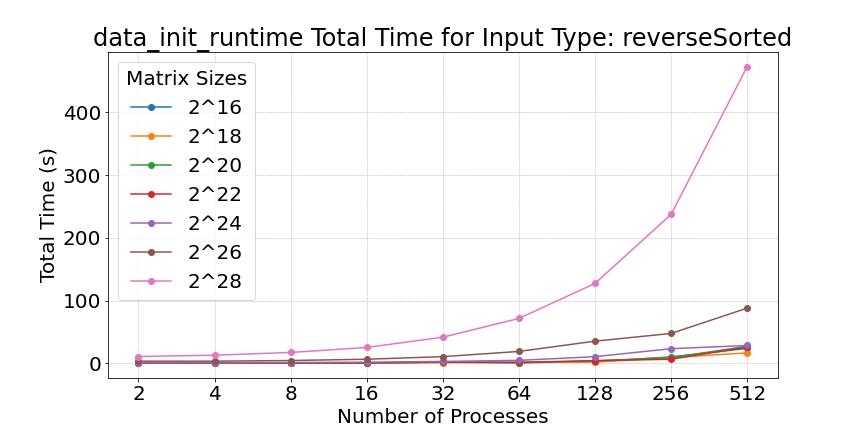 data_init_runtime Total Time for Input Type: reverseSorted
Total Time (s)
400
300
200
100
0
Matrix Sizes
2^16
2^18
2^20
2^22
2^24
2^26
2^28
2 4 8 16 32 64 128 256 512
Number of Processes